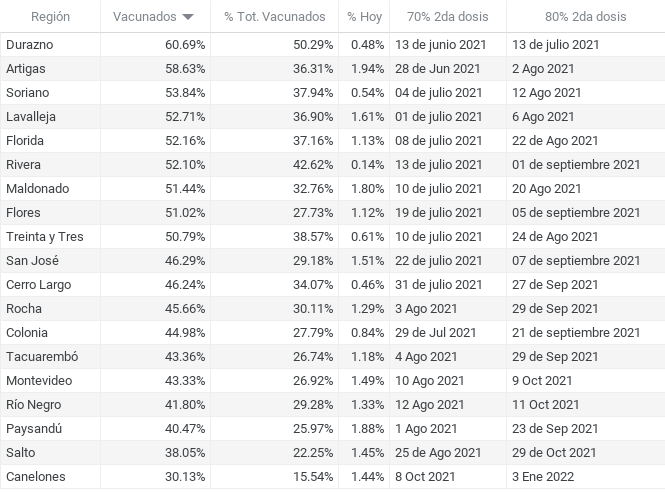 Región Vacunados % Tot. Vacunados % Hoy 70% 2da dosis 80% 2da dosis
Durazno 60.69% 50.29% 0.48% 13 de junio 2021 13 de julio 2021
Artigas 58.63% 36.31% 1.94% 28 de Jun 2021 2 Ago 2021
Soriano 53.84% 37.94% 0.54% 04 de julio 2021 12 Ago 2021
Lavalleja 52.71% 36.90% 1.61% 01 de julio 2021 6 Ago 2021
Florida 52.16% 37.16% 1.13% 08 de julio 2021 22 de Ago 2021
Rivera 52.10% 42.62% 0.14% 13 de julio 2021 01 de septiembre 2021
Maldonado 51.44% 32.76% 1.80% 10 de julio 2021 20 Ago 2021
Flores 51.02% 27.73% 1.12% 19 de julio 2021 05 de septiembre 2021
Treinta y Tres 50.79% 38.57% 0.61% 10 de julio 2021 24 de Ago 2021
San José 46.29% 29.18% 1.51% 22 de julio 2021 07 de septiembre 2021
Cerro Largo 46.24% 34.07% 0.46% 31 de julio 2021 27 de Sep 2021
Rocha 45.66% 30.11% 1.29% 3 Ago 2021 29 de Sep 2021
Colonia 44.98% 27.79% 0.84% 29 de Jul 2021 21 de septiembre 2021
Tacuarembó 43.36% 26.74% 1.18% 4 Ago 2021 29 de Sep 2021
Montevideo 43.33% 26.92% 1.49% 10 Ago 2021 9 Oct 2021
Río Negro 41.80% 29.28% 1.33% 12 Ago 2021 11 Oct 2021
Paysandú 40.47% 25.97% 1.88% 1 Ago 2021 23 de Sep 2021
Salto 38.05% 22.25% 1.45% 25 de Ago 2021 29 de Oct 2021
Canelones 30.13% 15.54% 1.44% 8 Oct 2021 3 Ene 2022